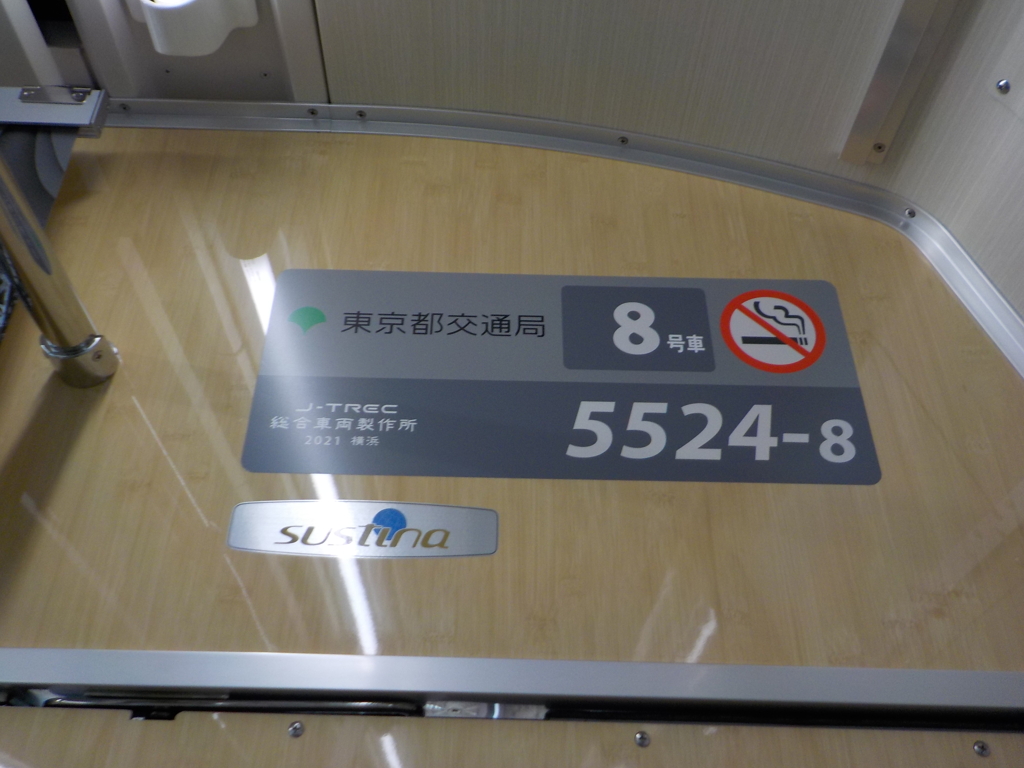 東京都交通局
8号車
J-TREC
総合車両製作所
2021 横浜
5524-8
sustina